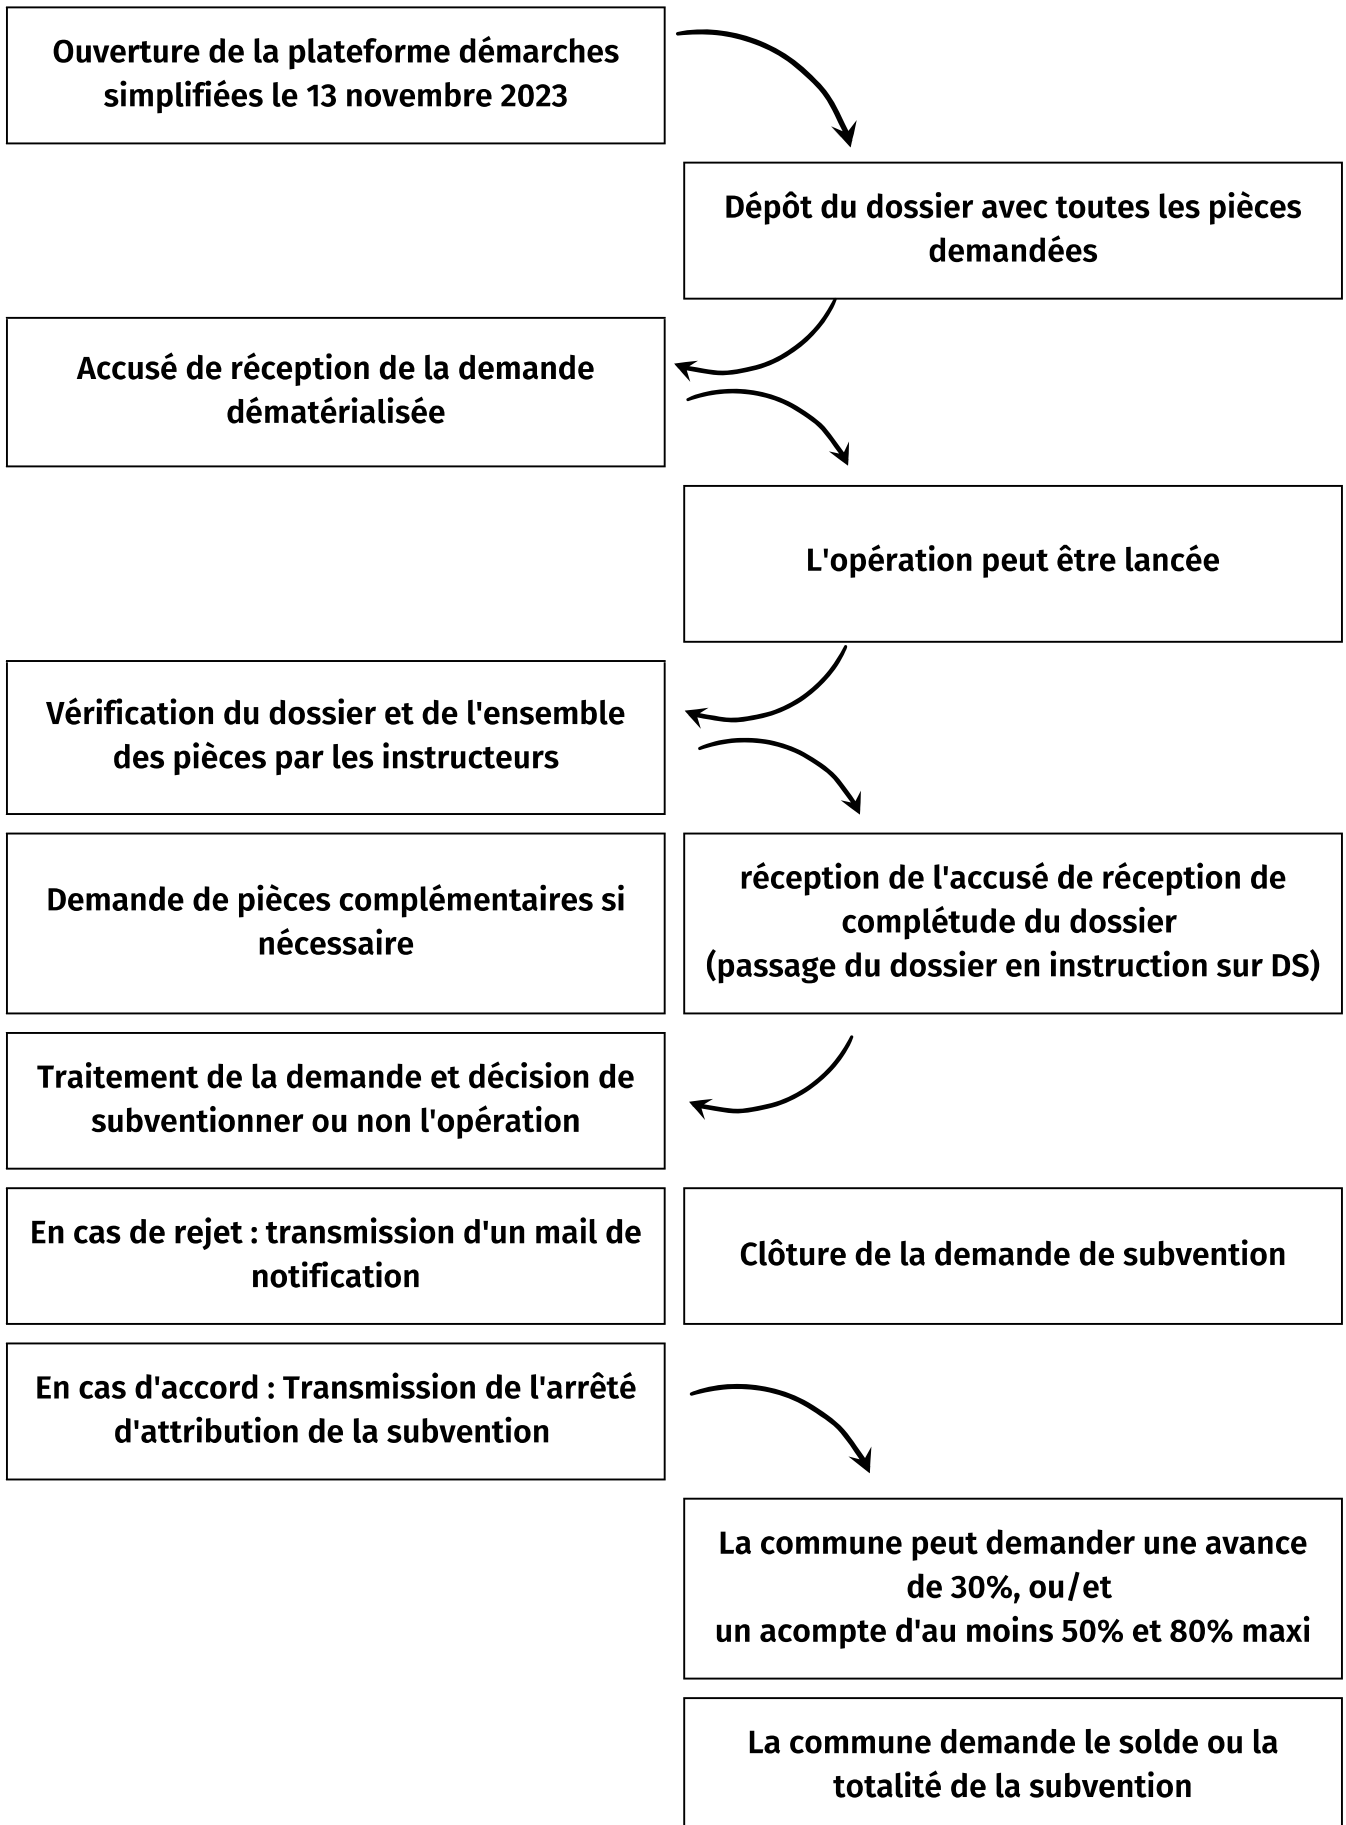 Ouverture de la plateforme démarches
simplifiées le 13 novembre 2023
Dépôt du dossier avec toutes les pièces
demandées
Accusé de réception de la demande
dématérialisée
L'opération peut être lancée
Vérification du dossier et de l'ensemble
des pièces par les instructeurs
Demande de pièces complémentaires si
nécessaire
réception de l'accusé de réception de
complétude du dossier
(passage du dossier en instruction sur DS)
Traitement de la demande et décision de
subventionner ou non l'opération
En cas de rejet : transmission d'un mail de
notification
Clôture de la demande de subvention
En cas d'accord : Transmission de l'arrêté
d'attribution de la subvention
La commune peut demander une avance
de 30%, ou/et
un acompte d'au moins 50% et 80% maxi
La commune demande le solde ou la
totalité de la subvention